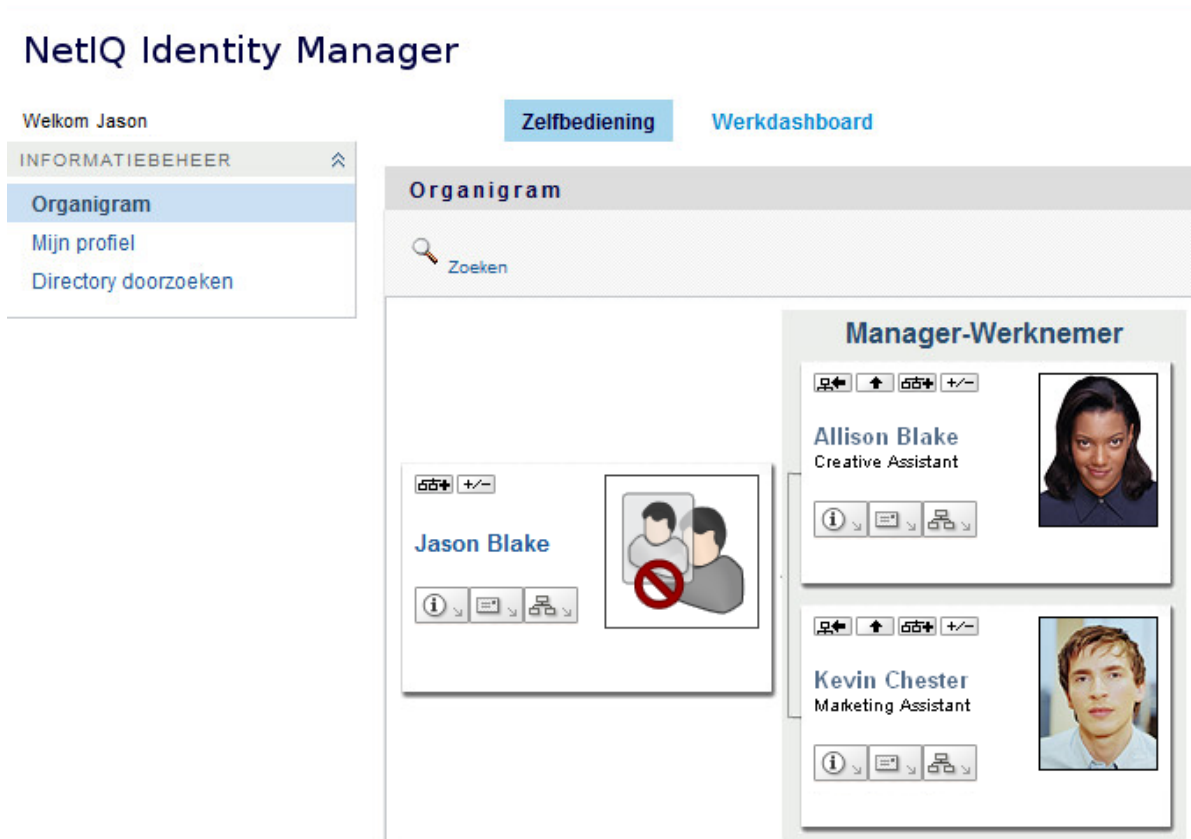 NetIQ Identity Manager
Welkom Jason
Zelfbediening
Werkdashboard
INFORMATIEBEHEER
Organigram
Mijn profiel
Directory doorzoeken
Organigram
Zoeken
Manager-Werknemer
+/-
Allison Blake
Creative Assistant
+/-
Jason Blake
+/-
Kevin Chester
Marketing Assistant